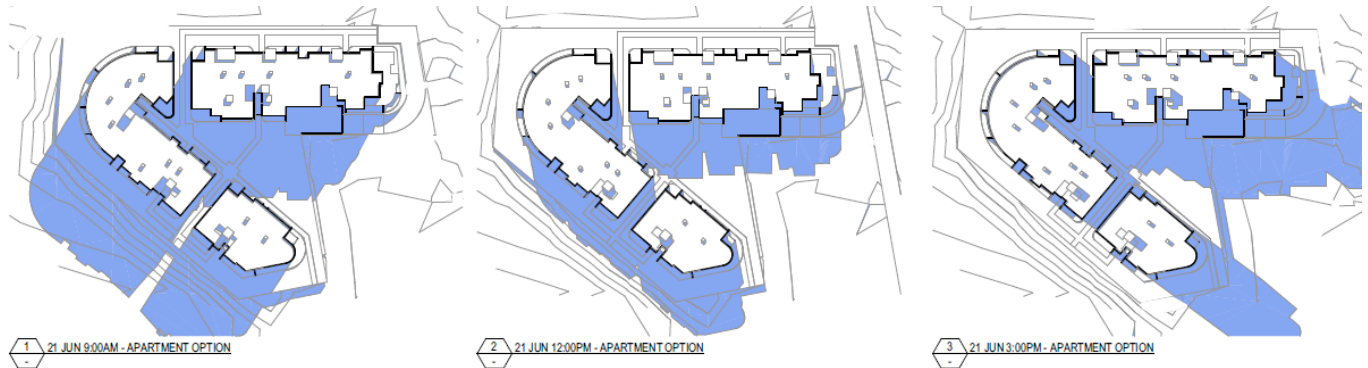 1
-
21 JUN 9:00AM - APARTMENT OPTION
2
-
21 JUN 12:00PM - APARTMENT OPTION
3
-
21 JUN 3:00PM - APARTMENT OPTION